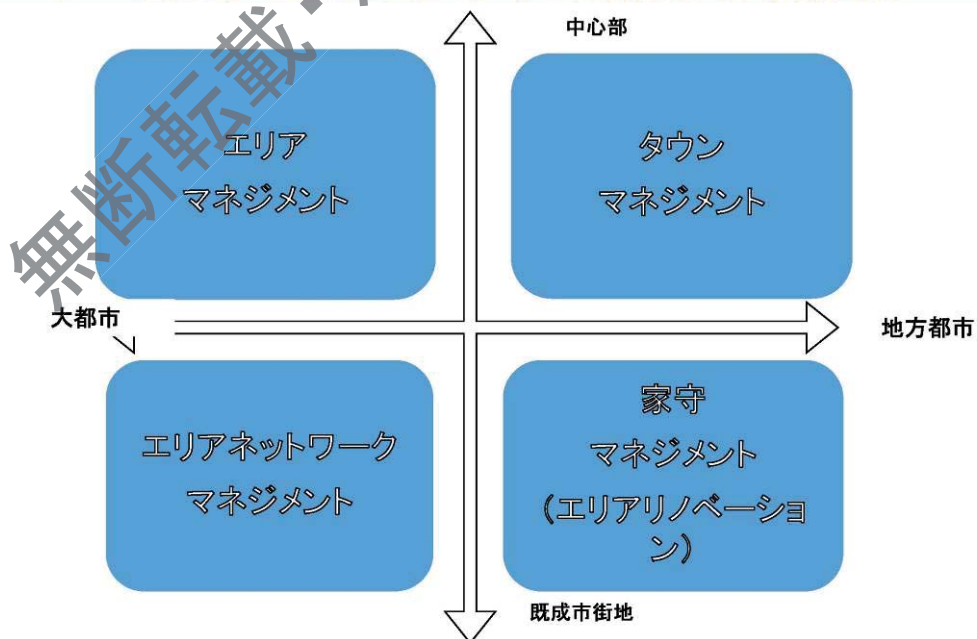 中心部
エリア
マネジメント
タウン
マネジメント
無断転載・
大都市
地方都市
エリアネットワーク
マネジメント
家守
マネジメント
(エリアリノベーショ
ン)
既成市街地